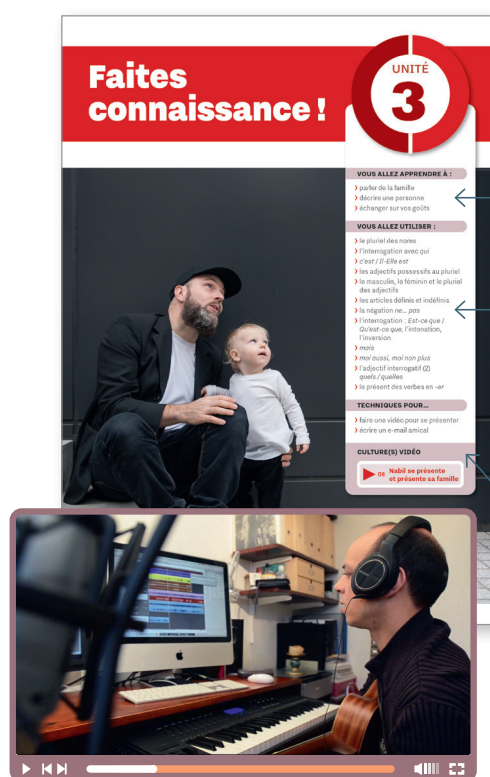 Faites
connaissance !
UNITÉ
3
VOUS ALLEZ APPRENDRE À :
› parler de la famille
› décrire une personne
› échanger sur vos goûts
VOUS ALLEZ UTILISER :
› le pluriel des noms
› l'interrogation avec qui
› c'est / Il-Elle est
› les adjectifs possessifs au pluriel
› le masculin, le féminin et le pluriel
des adjectifs
› les articles définis et indéfinis
› la négation ne... pas
› l'interrogation : Est-ce que /
Qu'est-ce que, l'intonation,
l'inversion
› mais
› moi aussi, moi non plus
› l'adjectif interrogatif (2)
quels / quelles
› le présent des verbes en -er
TECHNIQUES POUR...
› faire une vidéo pour se présenter
› écrire un e-mail amical
CULTURE(S) VIDÉO
06 Nabil se présente
et présente sa famille